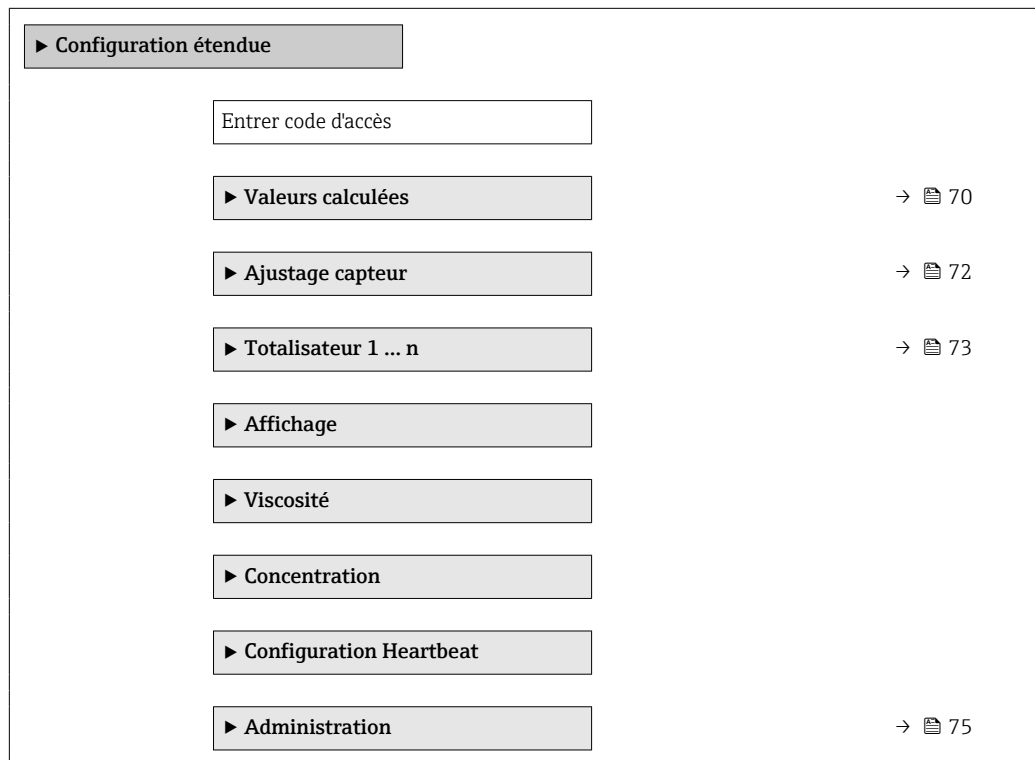 ► Configuration étendue
Entrer code d'accès
► Valeurs calculées → 70
► Ajustage capteur → 72
► Totalisateur 1 … n → 73
► Affichage
► Viscosité
► Concentration
► Configuration Heartbeat
► Administration → 75